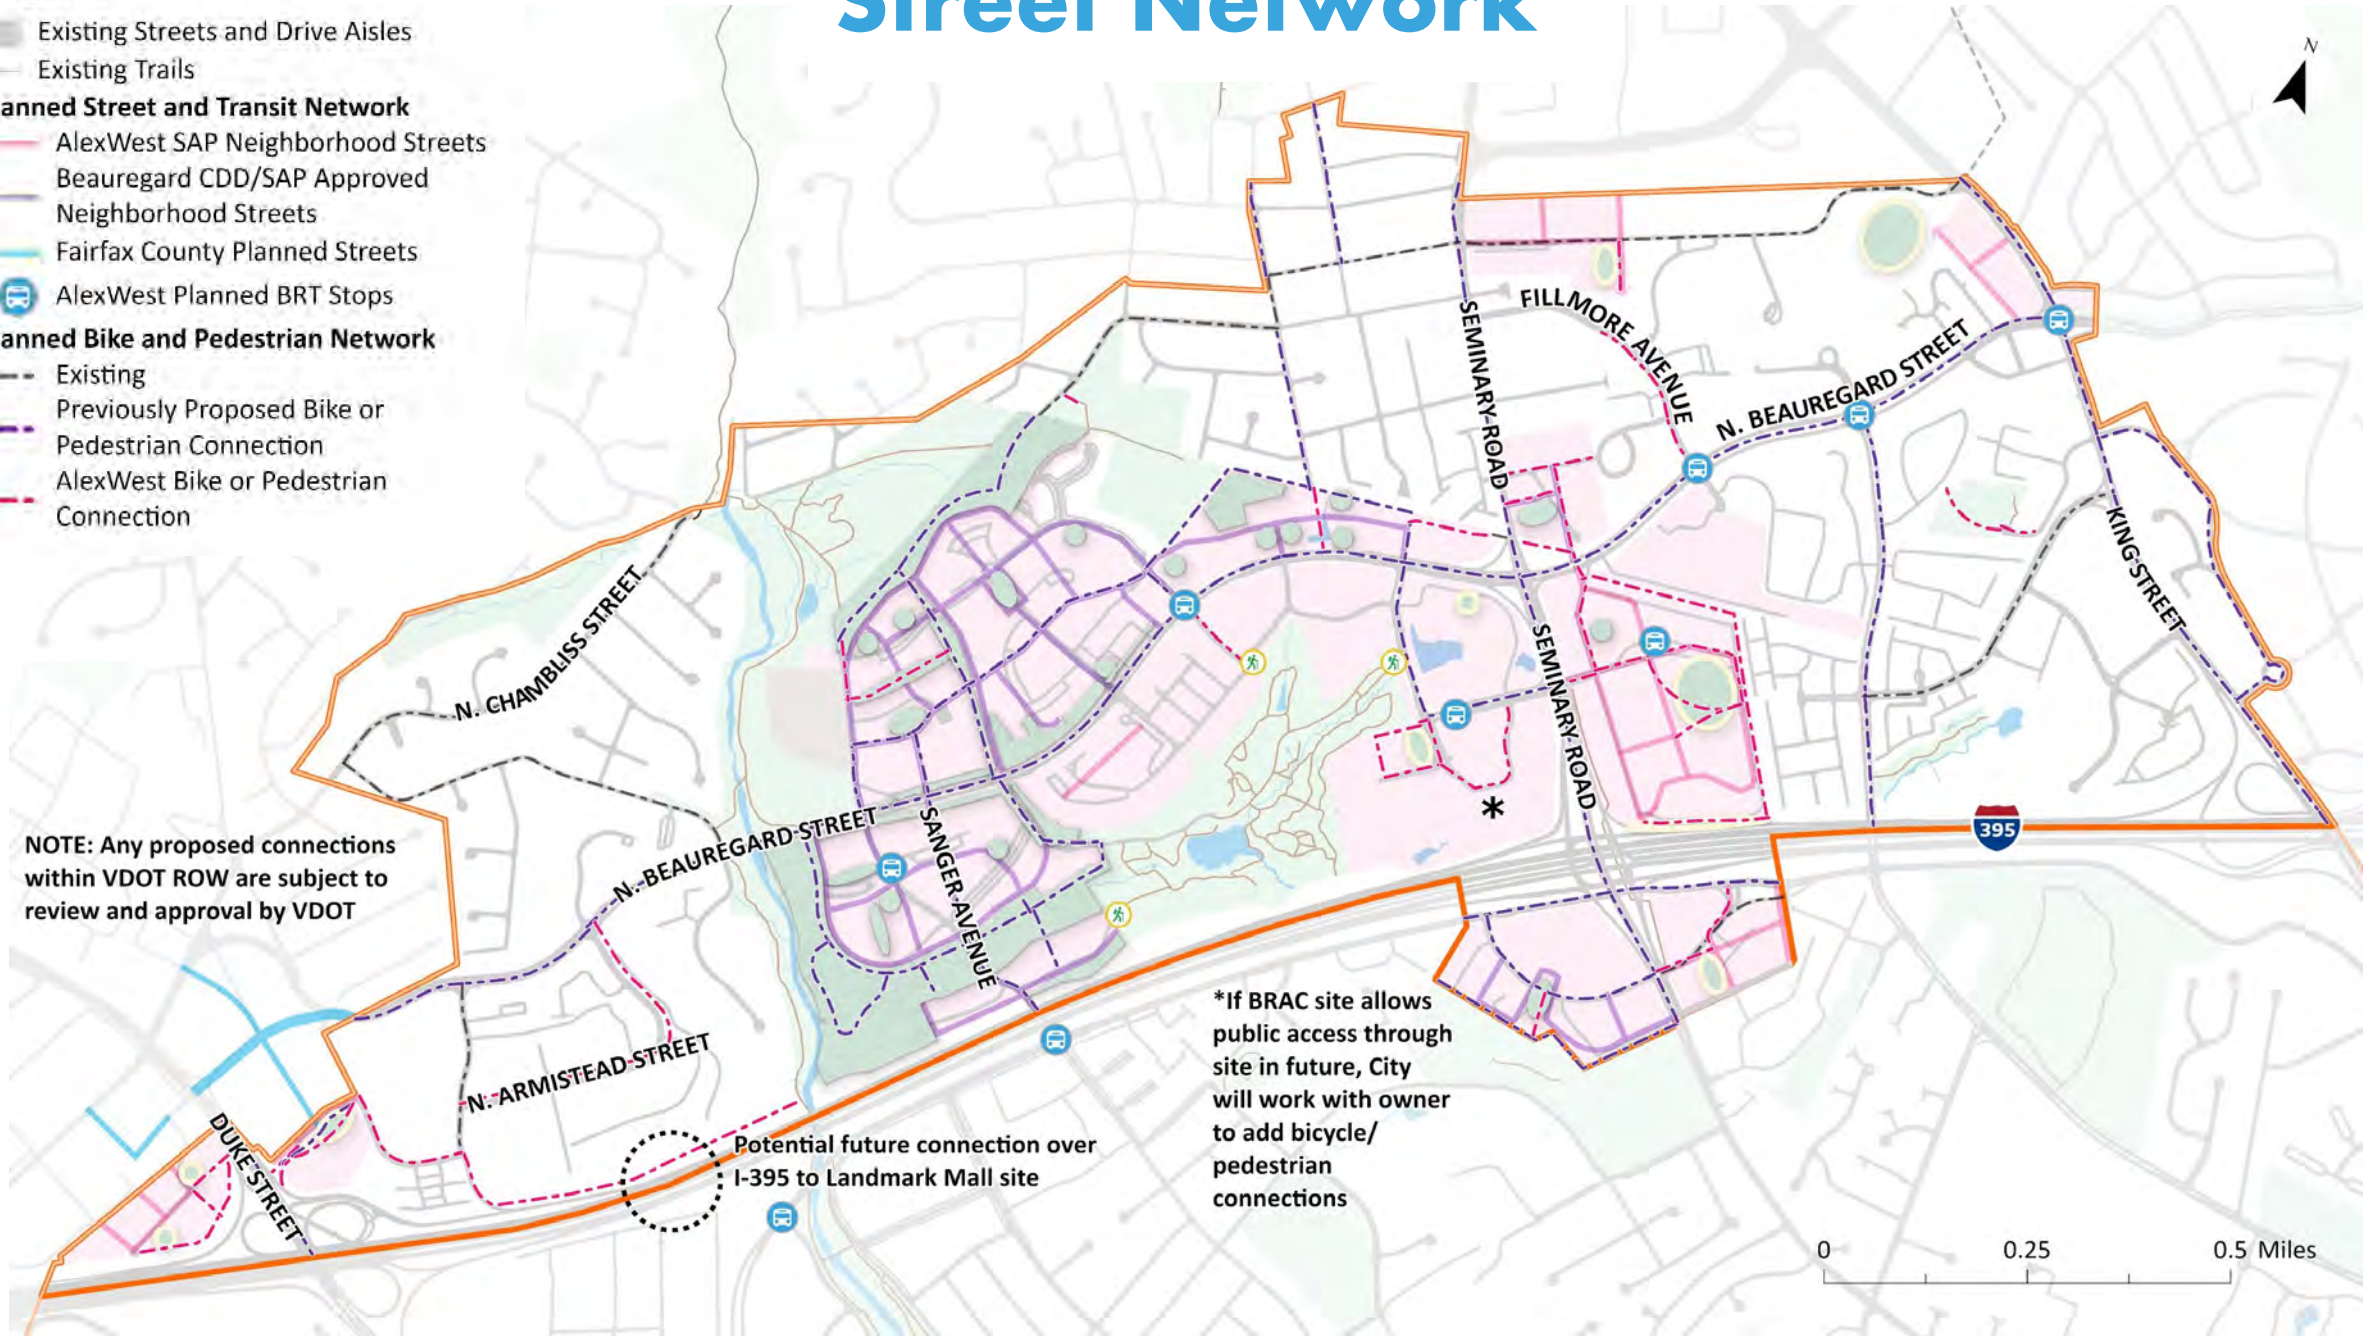 Street Network
Existing Streets and Drive Aisles
Existing Trails
anned Street and Transit Network
AlexWest SAP Neighborhood Streets
Beauregard CDD/SAP Approved
Neighborhood Streets
Fairfax County Planned Streets
AlexWest Planned BRT Stops
anned Bike and Pedestrian Network
Existing
Previously Proposed Bike or
Pedestrian Connection
AlexWest Bike or Pedestrian
Connection
N
FILLMORE AVENUE
SEMINARY ROAD
N. BEAUREGARD STREET
KING STREET
N. CHAMBLISS STREET
SEMINARY ROAD
NOTE: Any proposed connections
within VDOT ROW are subject to
review and approval by VDOT
N. BEAUREGARD STREET
SANGER AVENUE
*
395
N. ARMISTEAD STREET
DUKE STREET
Potential future connection over
I-395 to Landmark Mall site
*If BRAC site allows
public access through
site in future, City
will work with owner
to add bicycle/
pedestrian
connections
0 0.25 0.5 Miles